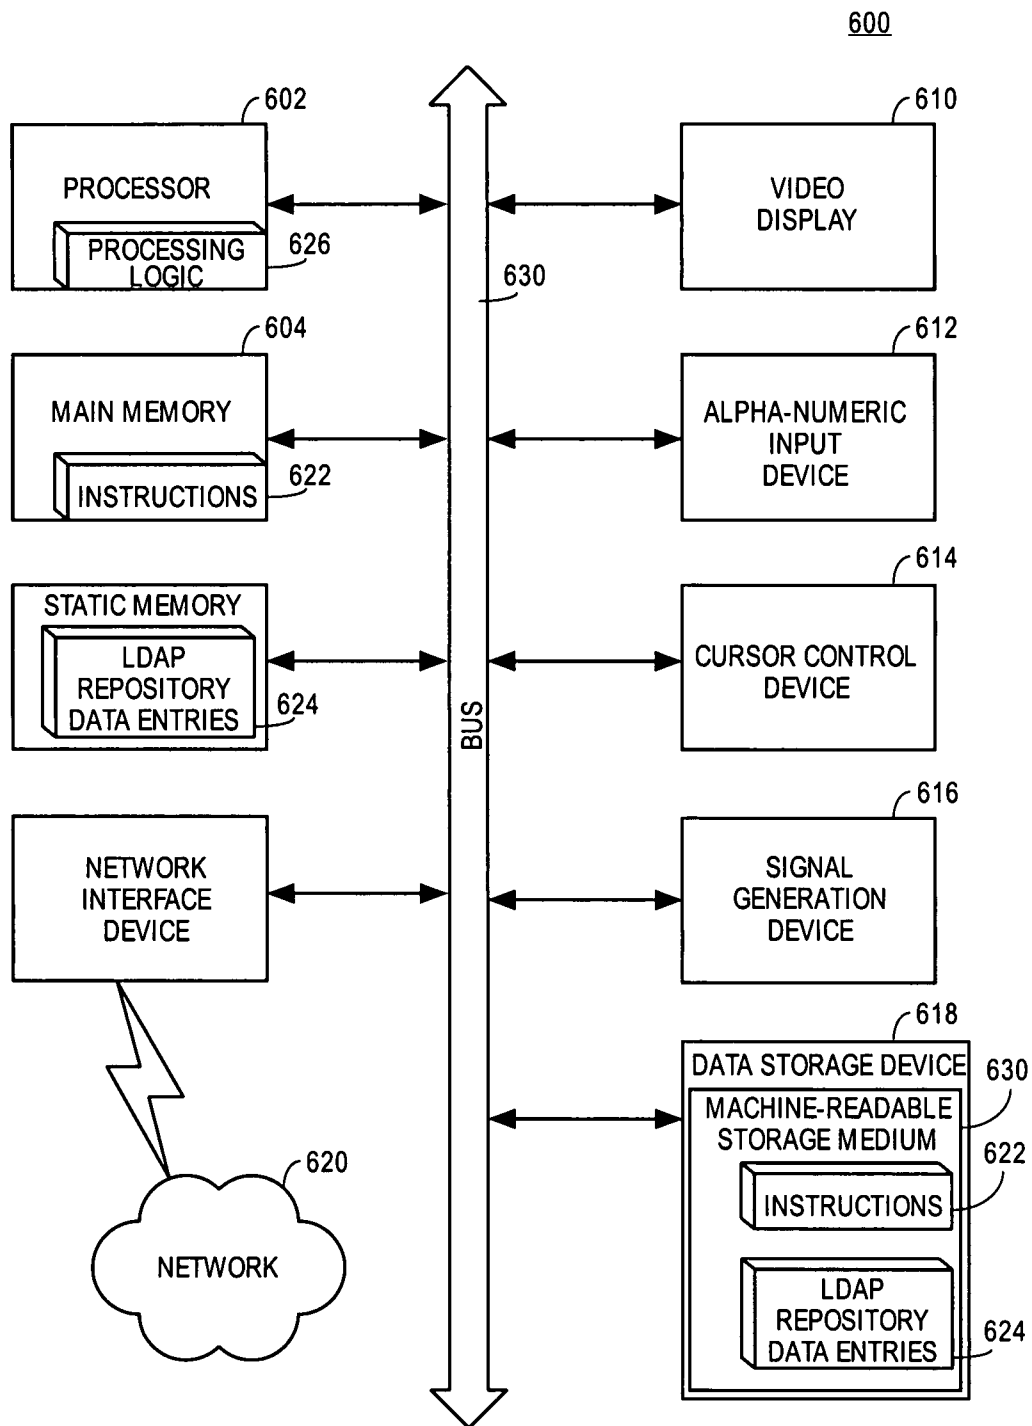 600
602
PROCESSOR
PROCESSING
LOGIC
626
604
MAIN MEMORY
INSTRUCTIONS
622
STATIC MEMORY
LDAP
REPOSITORY
DATA ENTRIES
624
NETWORK
INTERFACE
DEVICE
620
NETWORK
630
BUS
610
VIDEO
DISPLAY
612
ALPHA-NUMERIC
INPUT
DEVICE
614
CURSOR CONTROL
DEVICE
616
SIGNAL
GENERATION
DEVICE
618
DATA STORAGE DEVICE
630
MACHINE-READABLE
STORAGE MEDIUM
622
INSTRUCTIONS
LDAP
REPOSITORY
DATA ENTRIES
624